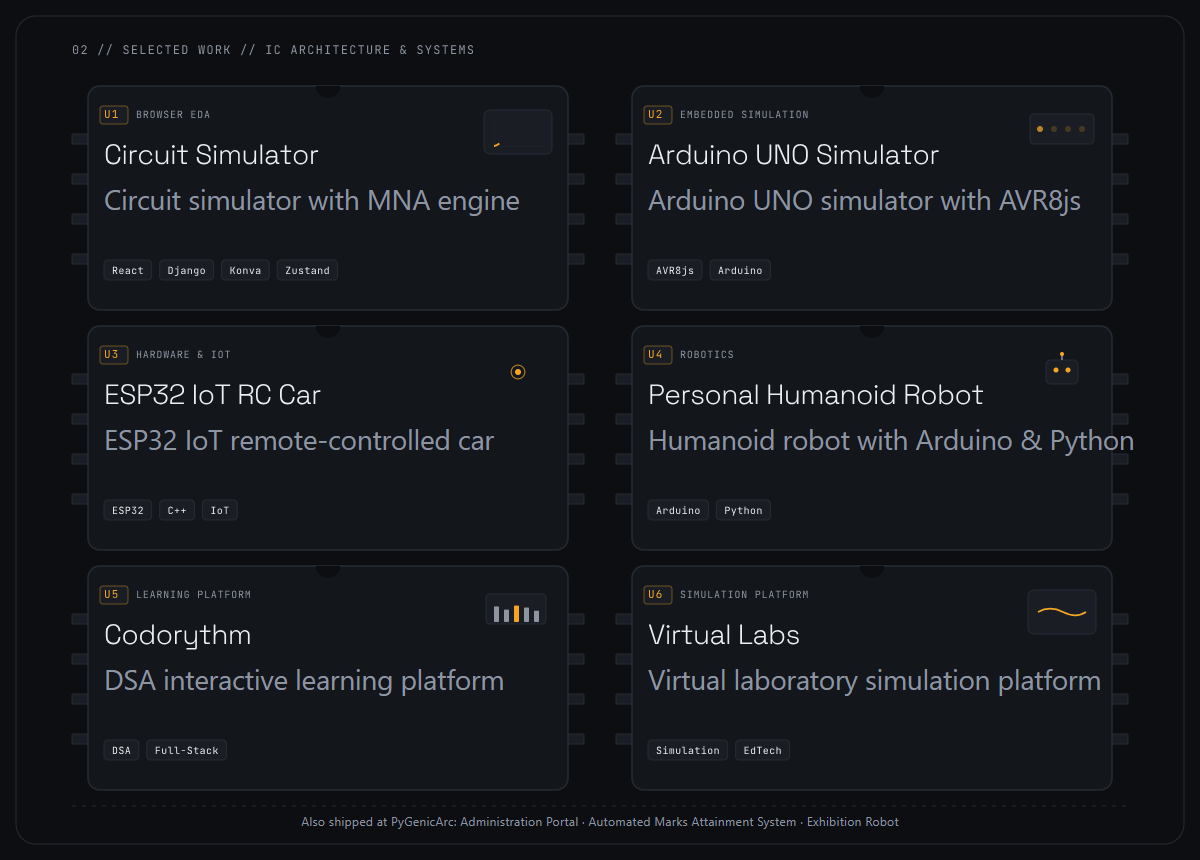 02 // SELECTED WORK // IC ARCHITECTURE & SYSTEMS
U1 BROWSER EDA
Circuit Simulator
Circuit simulator with MNA engine
React Django Konva Zustand
U2 EMBEDDED SIMULATION
Arduino UNO Simulator
Arduino UNO simulator with AVR8js
AVR8js Arduino
U3 HARDWARE & IOT
ESP32 IoT RC Car
ESP32 IoT remote-controlled car
ESP32 C++ IoT
U4 ROBOTICS
Personal Humanoid Robot
Humanoid robot with Arduino & Python
Arduino Python
U5 LEARNING PLATFORM
Codorythm
DSA interactive learning platform
DSA Full-Stack
U6 SIMULATION PLATFORM
Virtual Labs
Virtual laboratory simulation platform
Simulation EdTech
Also shipped at PyGenicArc: Administration Portal · Automated Marks Attainment System · Exhibition Robot